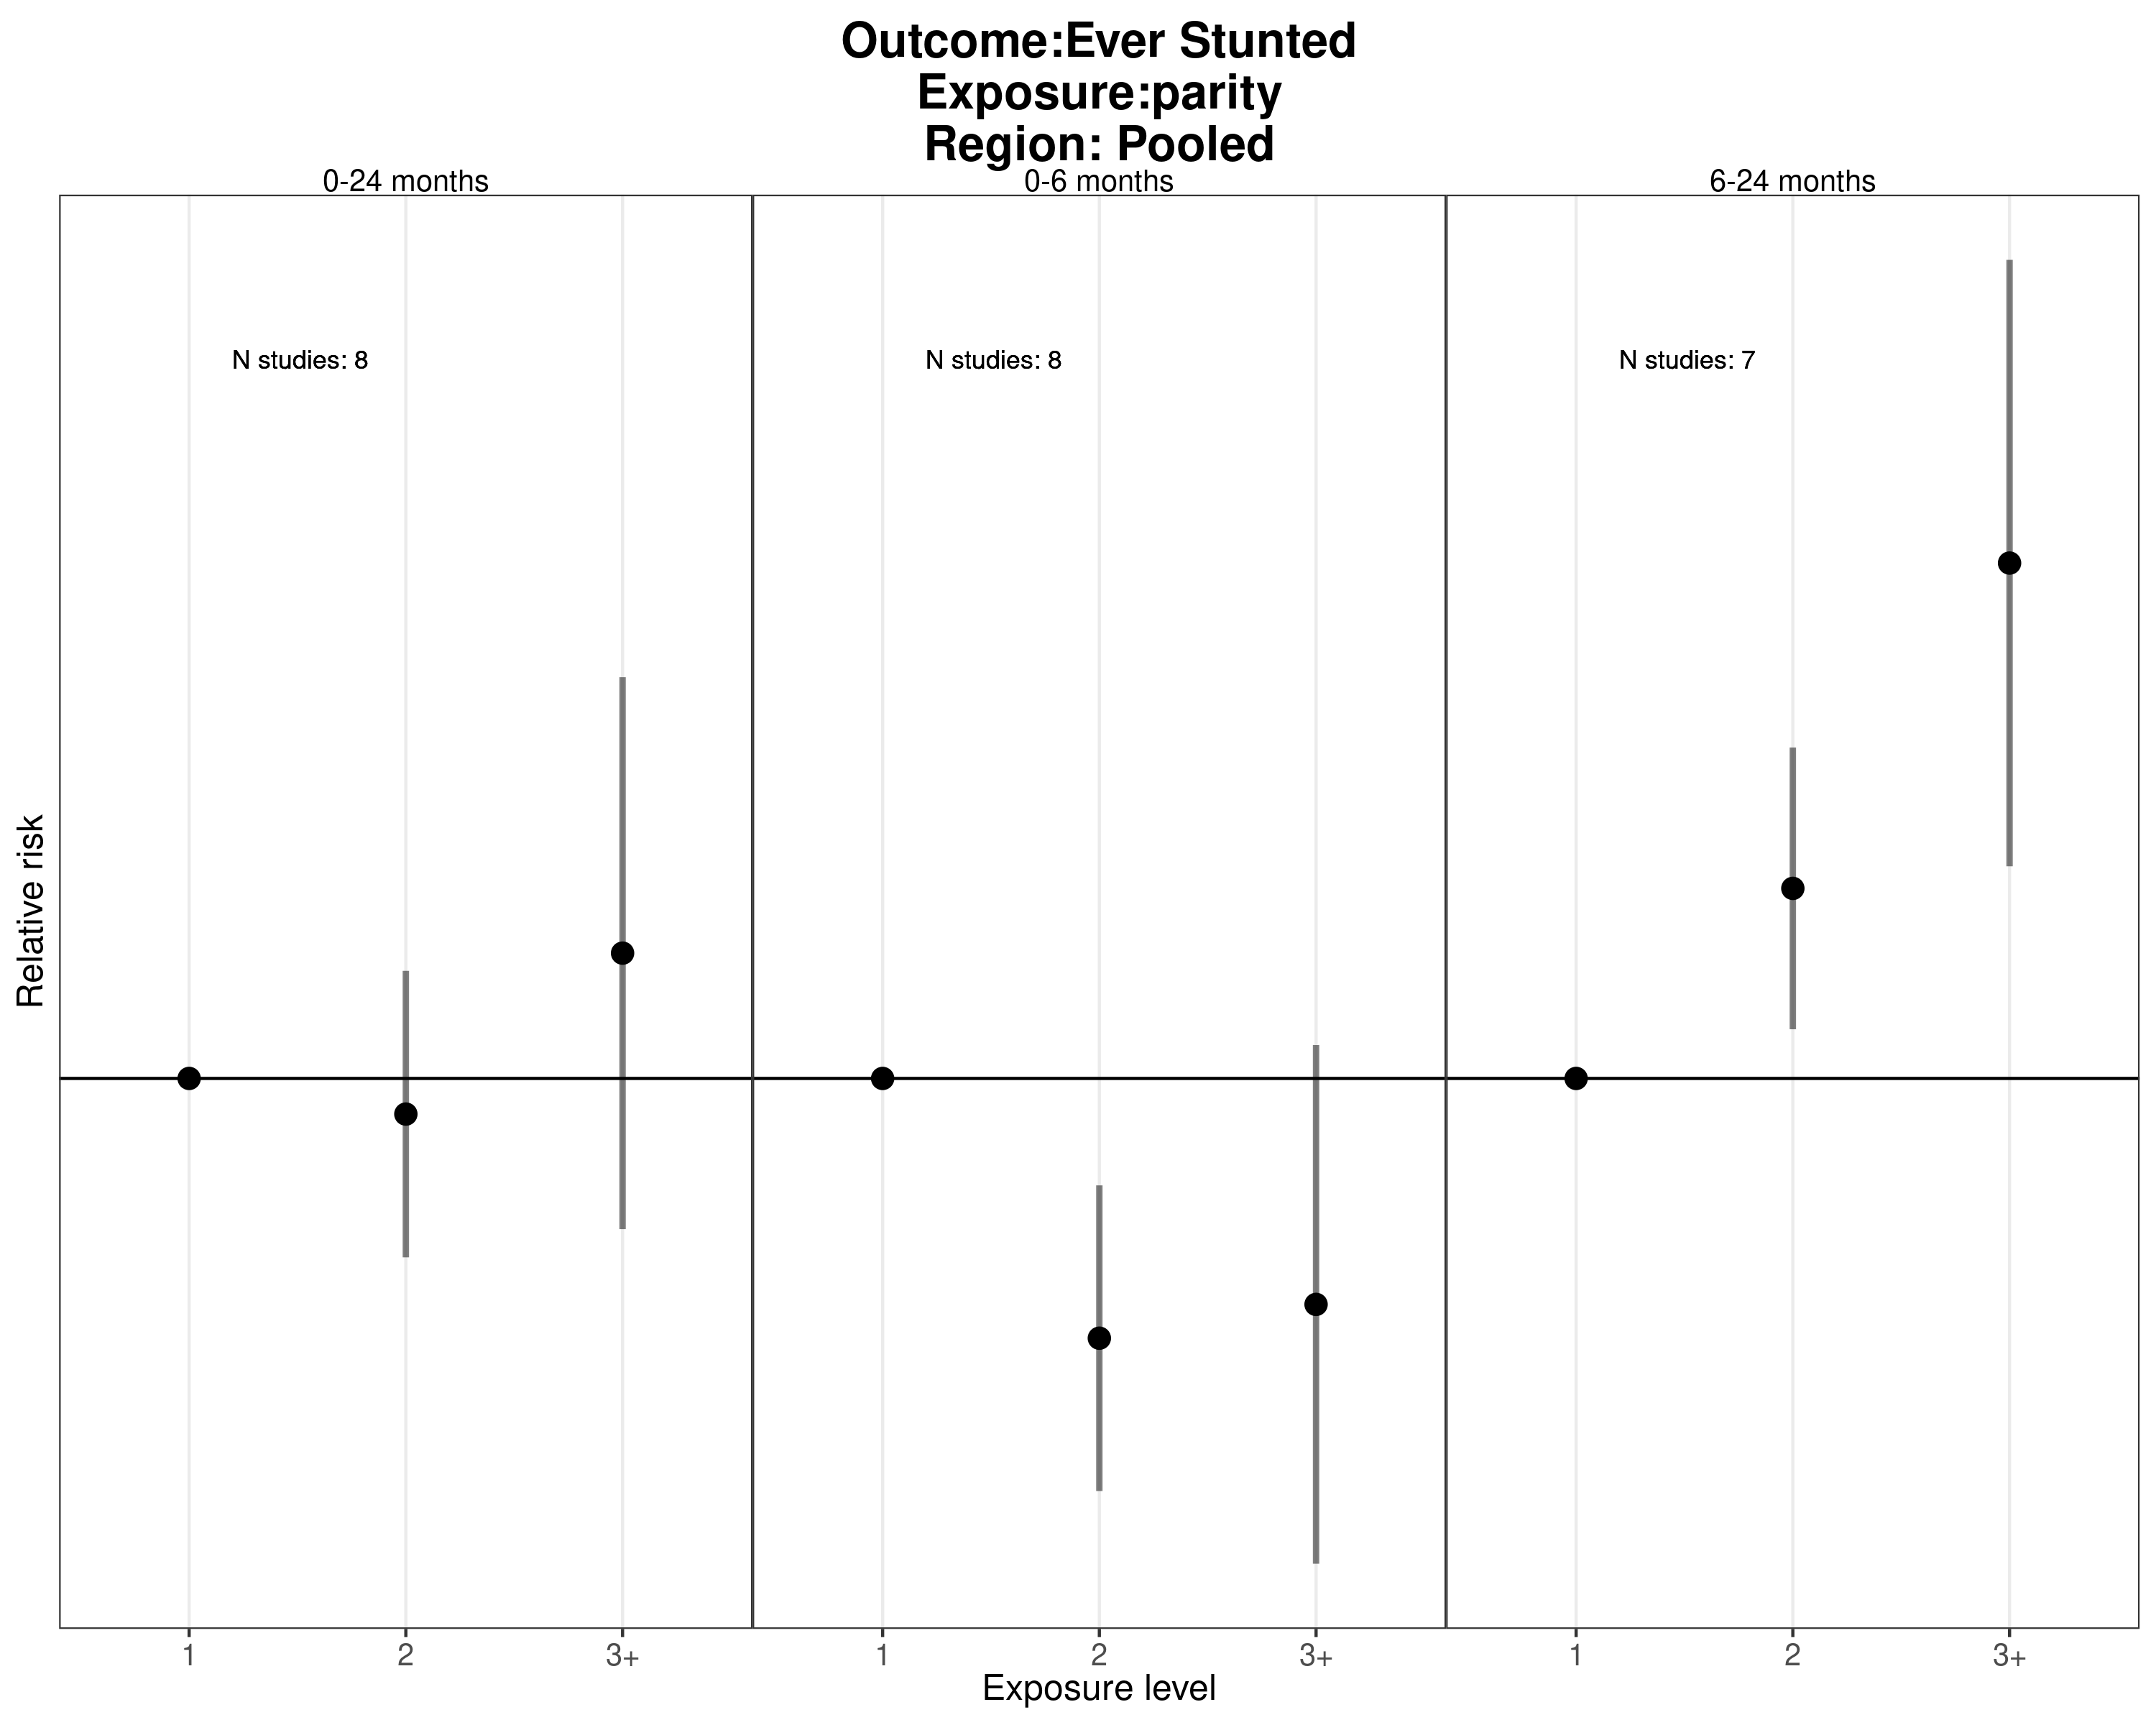 Outcome:Ever Stunted
Exposure:parity
Region: Pooled
0-24 months
0-6 months
6-24 months
N studies: 8
N studies: 8
N studies: 7
Relative risk
1
2
3+
1
2
3+
1
2
3+
Exposure level